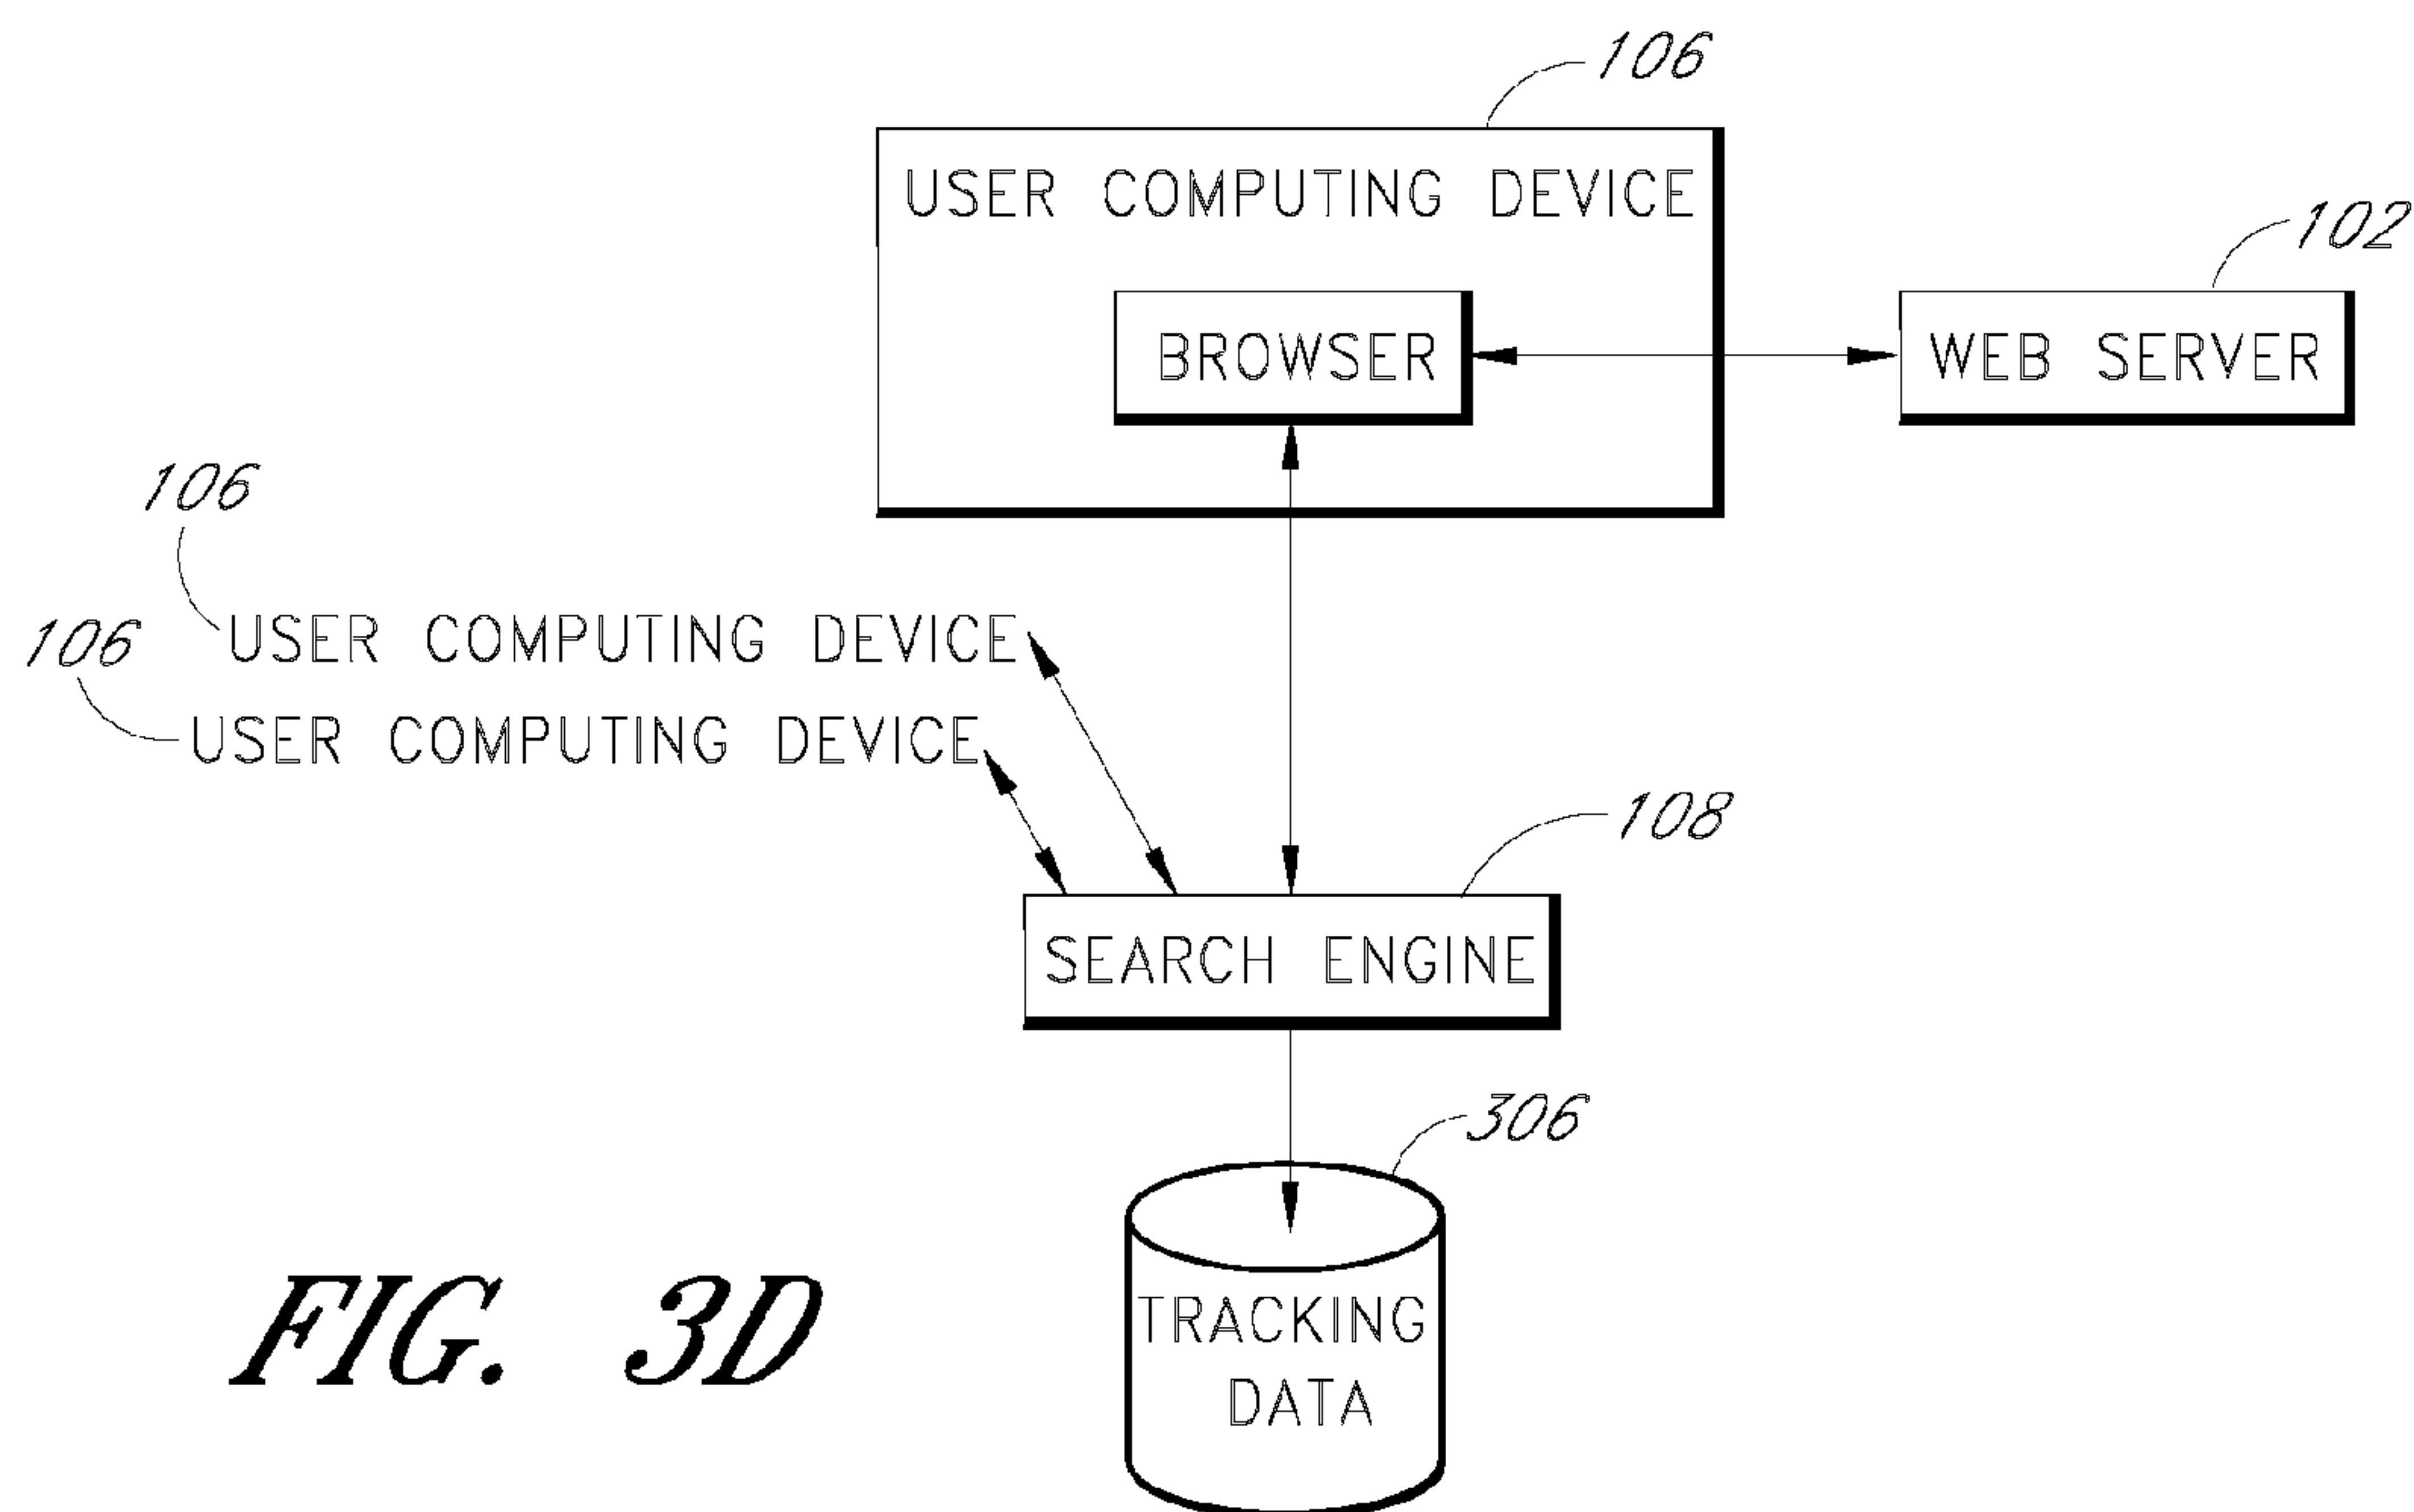 106
USER COMPUTING DEVICE
102
BROWSER
WEB SERVER
106
106
USER COMPUTING DEVICE
USER COMPUTING DEVICE
108
SEARCH ENGINE
306
TRACKING
DATA
FIG. 3D